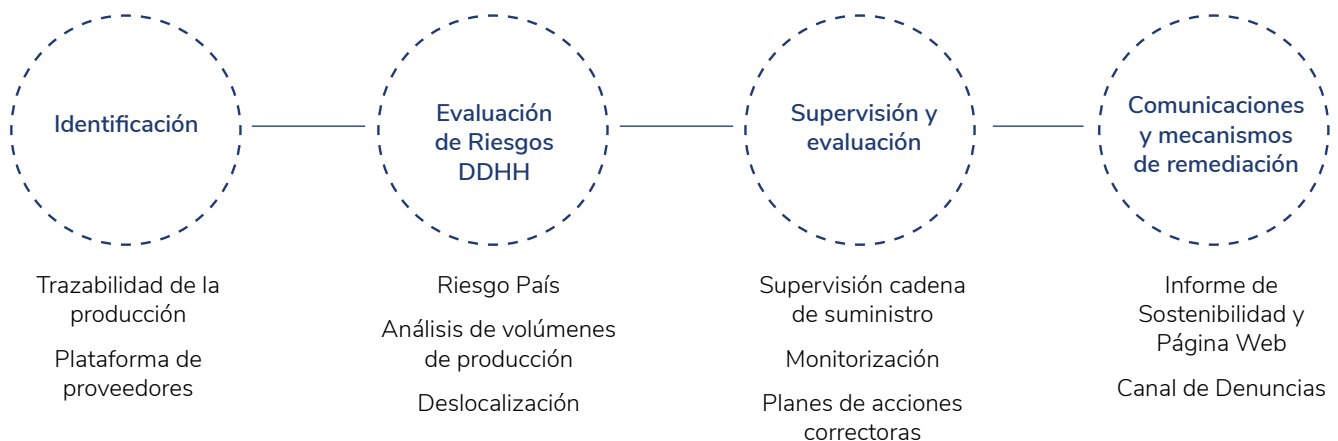 Identificación
Evaluación
de Riesgos
DDHH
Supervisión y
evaluación
Comunicaciones
y mecanismos
de remediación
Trazabilidad de la
producción
Plataforma de
proveedores
Riesgo País
Análisis de volúmenes
de producción
Deslocalización
Supervisión cadena
de suministro
Monitorización
Planes de acciones
correctoras
Informe de
Sostenibilidad y
Página Web
Canal de Denuncias